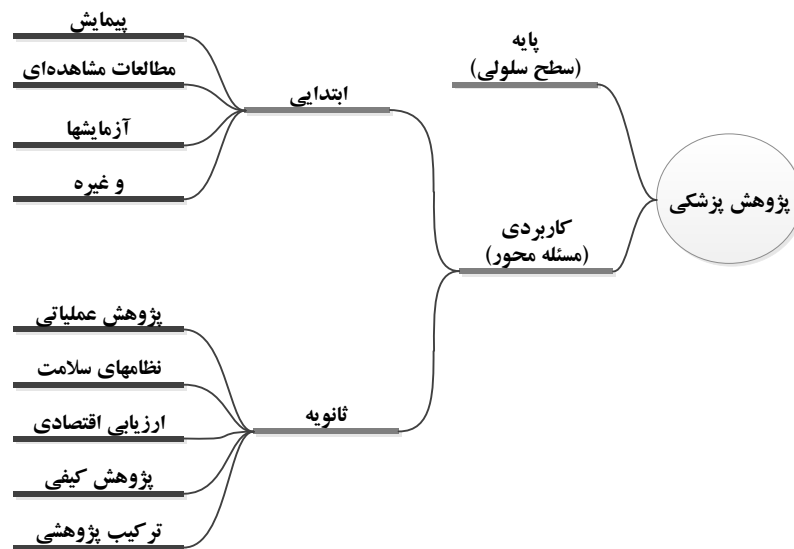 پژوهش پزشکی
پایه
(سطح سلولی)
کاربردی
(مسئله محور)
ابتدایی
پیمایش
مطالعات مشاهده‌ای
آزمایشها
و غیره
ثانویه
پژوهش عملیاتی
نظامهای سلامت
ارزیابی اقتصادی
پژوهش کیفی
ترکیب پژوهشی